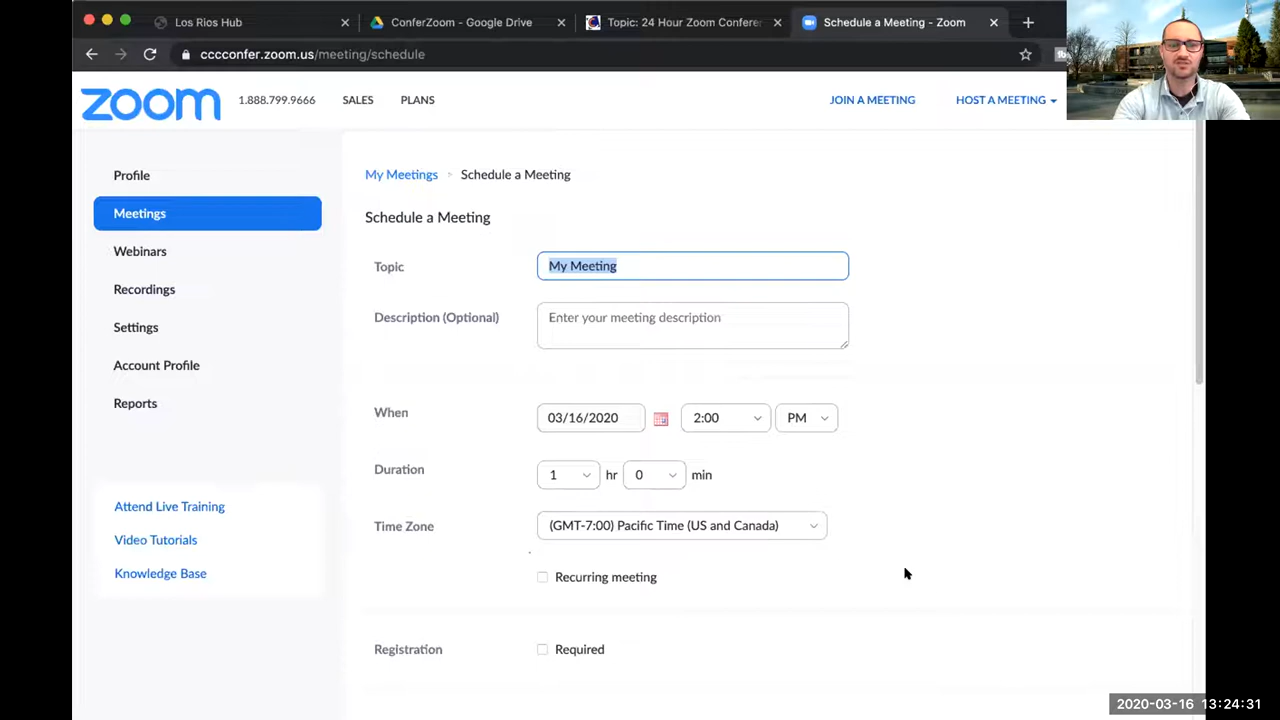 Los Rios Hub
ConferZoom - Google Drive
Topic: 24 Hour Zoom Confere
Schedule a Meeting - Zoom
cccconfer.zoom.us/meeting/schedule
zoom
1.888.799.9666
SALES
PLANS
JOIN A MEETING
HOST A MEETING
Profile
Meetings
Webinars
Recordings
Settings
Account Profile
Reports
Attend Live Training
Video Tutorials
Knowledge Base
My Meetings > Schedule a Meeting
Schedule a Meeting
Topic
My Meeting
Description (Optional)
Enter your meeting description
When
03/16/2020
2:00
PM
Duration
1
hr
0
min
Time Zone
(GMT-7:00) Pacific Time (US and Canada)
Recurring meeting
Registration
Required
2020-03-16 13:24:31